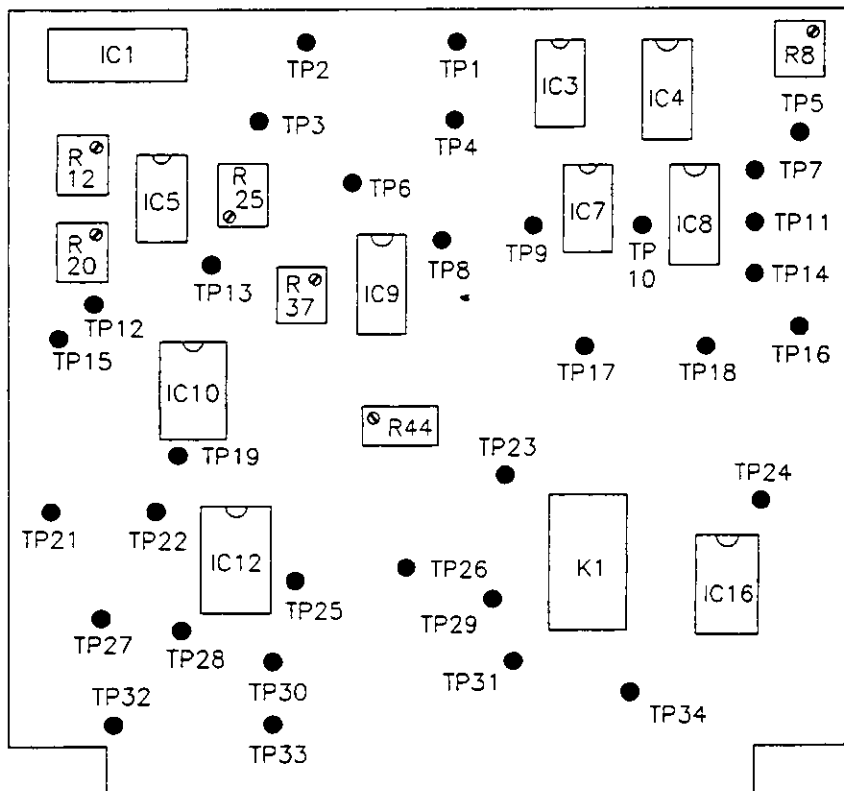 IC1
TP2
TP1
IC3
IC4
R8
TP5
TP3
TP4
R
12
IC5
R
25
TP6
IC7
IC8
TP7
TP11
R
20
TP13
R
37
IC9
TP8
TP9
TP
10
TP14
TP12
TP15
TP16
TP17
TP18
IC10
R44
TP19
TP23
TP24
TP21
TP22
IC12
TP25
TP26
K1
IC16
TP29
TP27
TP28
TP30
TP31
TP32
TP33
TP34